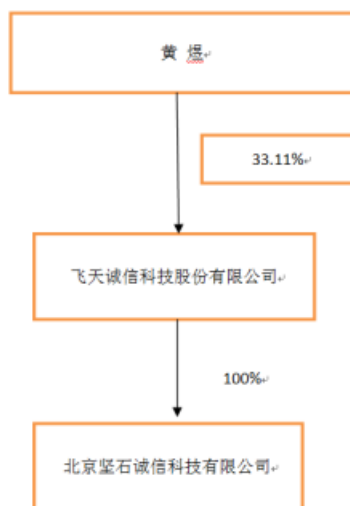 黄 煜
33.11%
飞天诚信科技股份有限公司
100%
北京坚石诚信科技有限公司